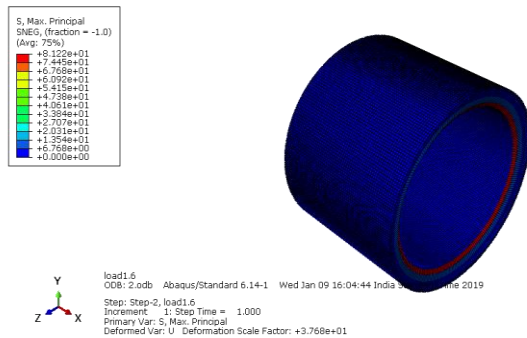 S, Max. Principal
SNEG, (fraction = -1.0)
(Avg: 75%)
+8.122e+01
+7.445e+01
+6.768e+01
+6.092e+01
+5.415e+01
+4.738e+01
+4.061e+01
+3.384e+01
+2.707e+01
+2.031e+01
+1.354e+01
+6.768e+00
+0.000e+00
Y
Z X
load1.6
ODB: 2.odb Abaqus/Standard 6.14-1 Wed Jan 09 16:04:44 India 2019
Step: Step-2, load1.6
Increment 1: Step Time = 1.000
Primary Var: S, Max. Principal
Deformed Var: U Deformation Scale Factor: +3.768e+01